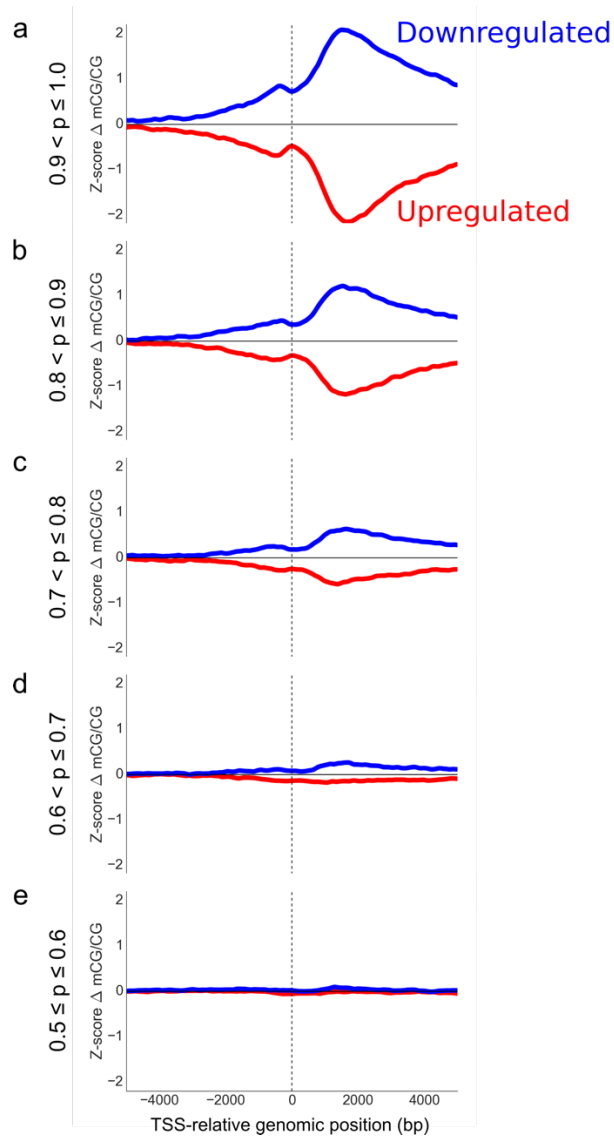 a
0.9 < p ≤ 1.0
Z-score Δ mCG/CG
2
1
0
−1
−2
Downregulated
Upregulated
b
0.8 < p ≤ 0.9
Z-score Δ mCG/CG
2
1
0
−1
−2
c
0.7 < p ≤ 0.8
Z-score Δ mCG/CG
2
1
0
−1
−2
d
0.6 < p ≤ 0.7
Z-score Δ mCG/CG
2
1
0
−1
−2
e
0.5 ≤ p ≤ 0.6
Z-score Δ mCG/CG
2
1
0
−1
−2
−4000 −2000 0 2000 4000
TSS-relative genomic position (bp)